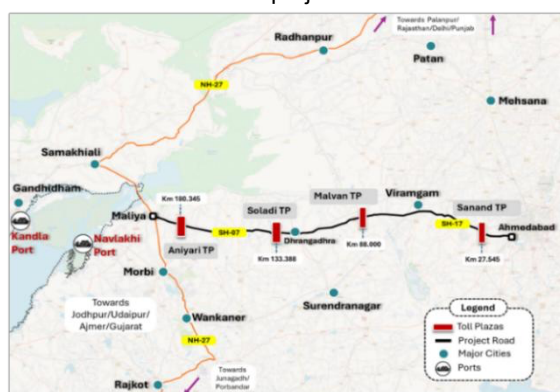 Towards Palanpur/
Rajasthan/Delhi/Punjab
Radhanpur
Patan
NH-27
Mehsana
Samakhiali
Gandhidham
Km 180.345
Malvan TP
Viramgam
Soladi TP
Sanand TP
Kandla
Port
Maliya
Navlakhi
Port
SH-07
SH-17
Ahmedabad
Aniyari TP
Dhrangadhra
Km 88.000
Km 133.388
Km 27.545
Morbi
Towards
Jodhpur/Udaipur/
Ajmer/Gujarat
Surendranagar
Wankaner
NH-27
Towards
Junagadh/
Porbandar
Rajkot
Legend
Toll Plazas
Project Road
Major Cities
Ports